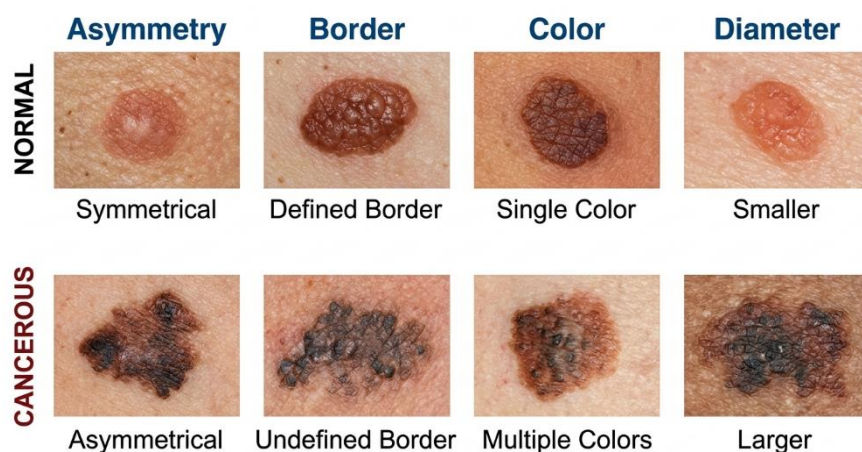 Asymmetry Border Color Diameter
NORMAL
Symmetrical Defined Border Single Color Smaller
CANCEROUS
Asymmetrical Undefined Border Multiple Colors Larger